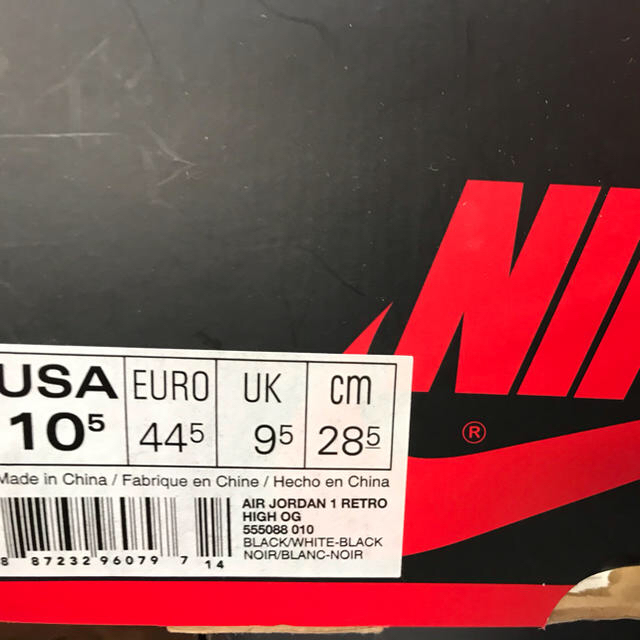 NI
®
USA EURO UK cm
10⁵ 44⁵ 9⁵ 28⁵
Made in China / Fabrique en Chine / Hecho en China
AIR JORDAN 1 RETRO
HIGH OG
555088 010
BLACK/WHITE-BLACK
NOIR/BLANC-NOIR
8 87232 96079 7 14